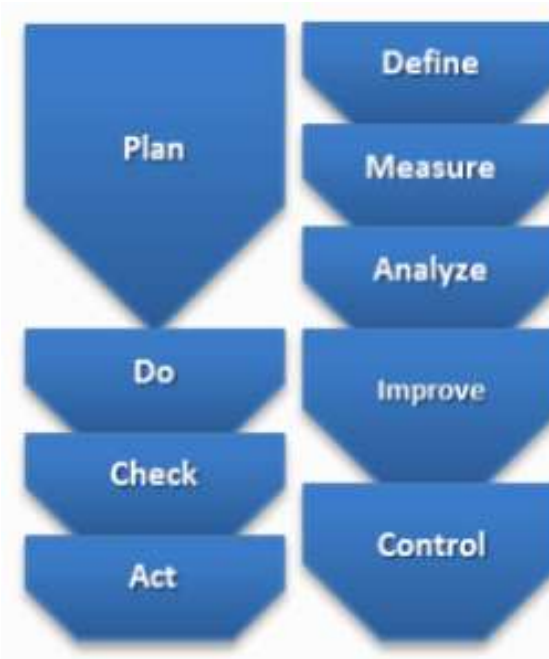 Plan
Do
Check
Act
Define
Measure
Analyze
Improve
Control